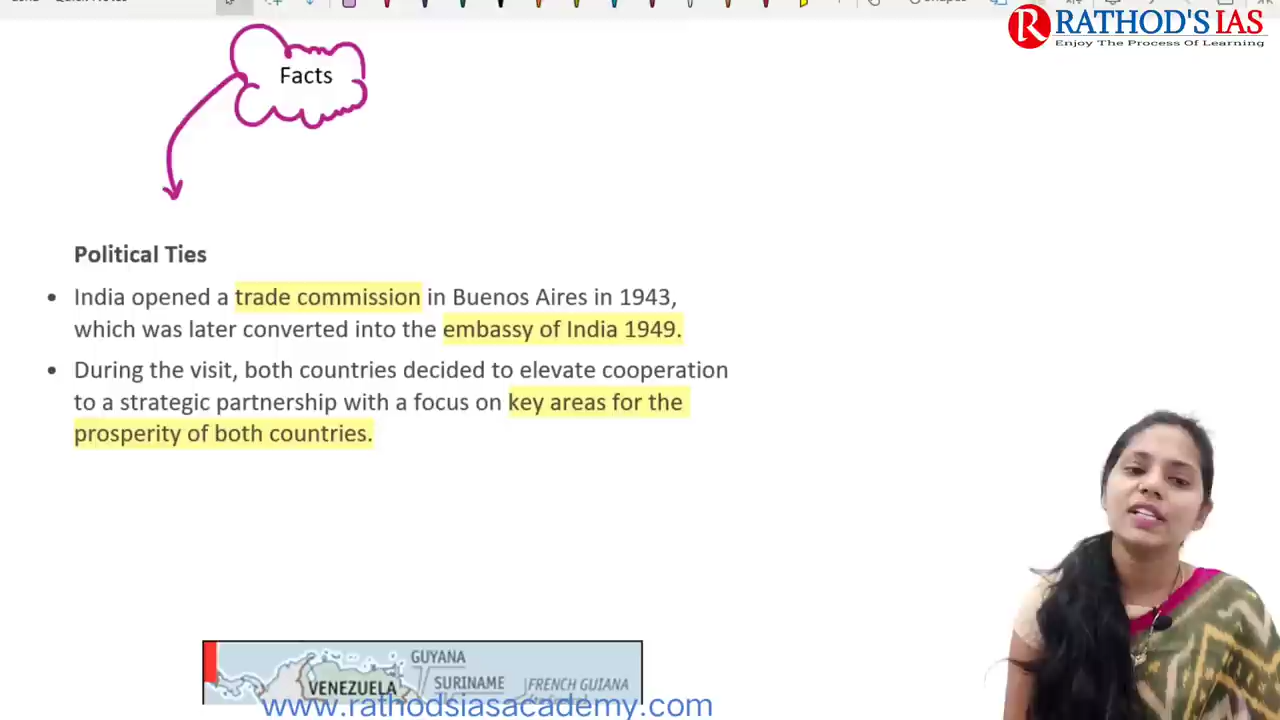 RATHOD'S IAS
Enjoy The Process Of Learning
Facts
Political Ties
• India opened a trade commission in Buenos Aires in 1943,
which was later converted into the embassy of India 1949.
• During the visit, both countries decided to elevate cooperation
to a strategic partnership with a focus on key areas for the
prosperity of both countries.
GUYANA
SURINAME
FRENCH GUIANA
VENEZUELA
www.rathodsiasacademy.com